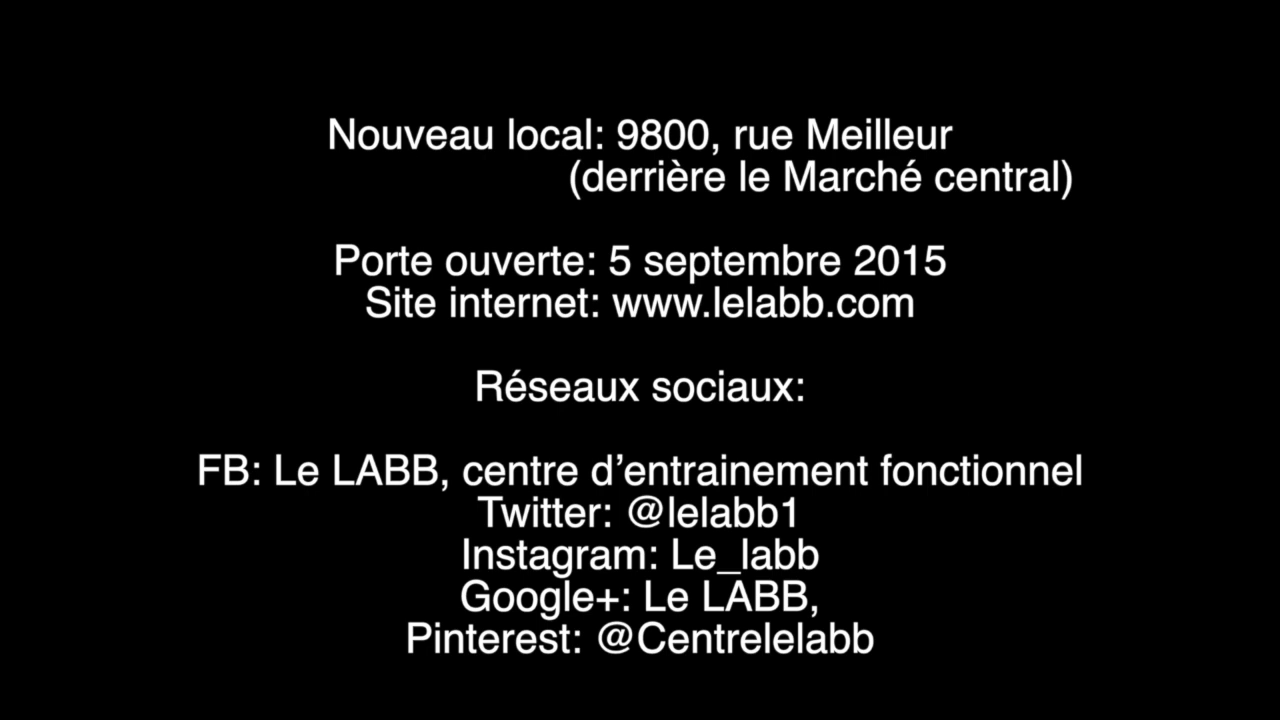 Nouveau local: 9800, rue Meilleur
(derrière le Marché central)
Porte ouverte: 5 septembre 2015
Site internet: www.lelabb.com
Réseaux sociaux:
FB: Le LABB, centre d’entrainement fonctionnel
Twitter: @lelabb1
Instagram: Le_labb
Google+: Le LABB,
Pinterest: @Centrelelabb